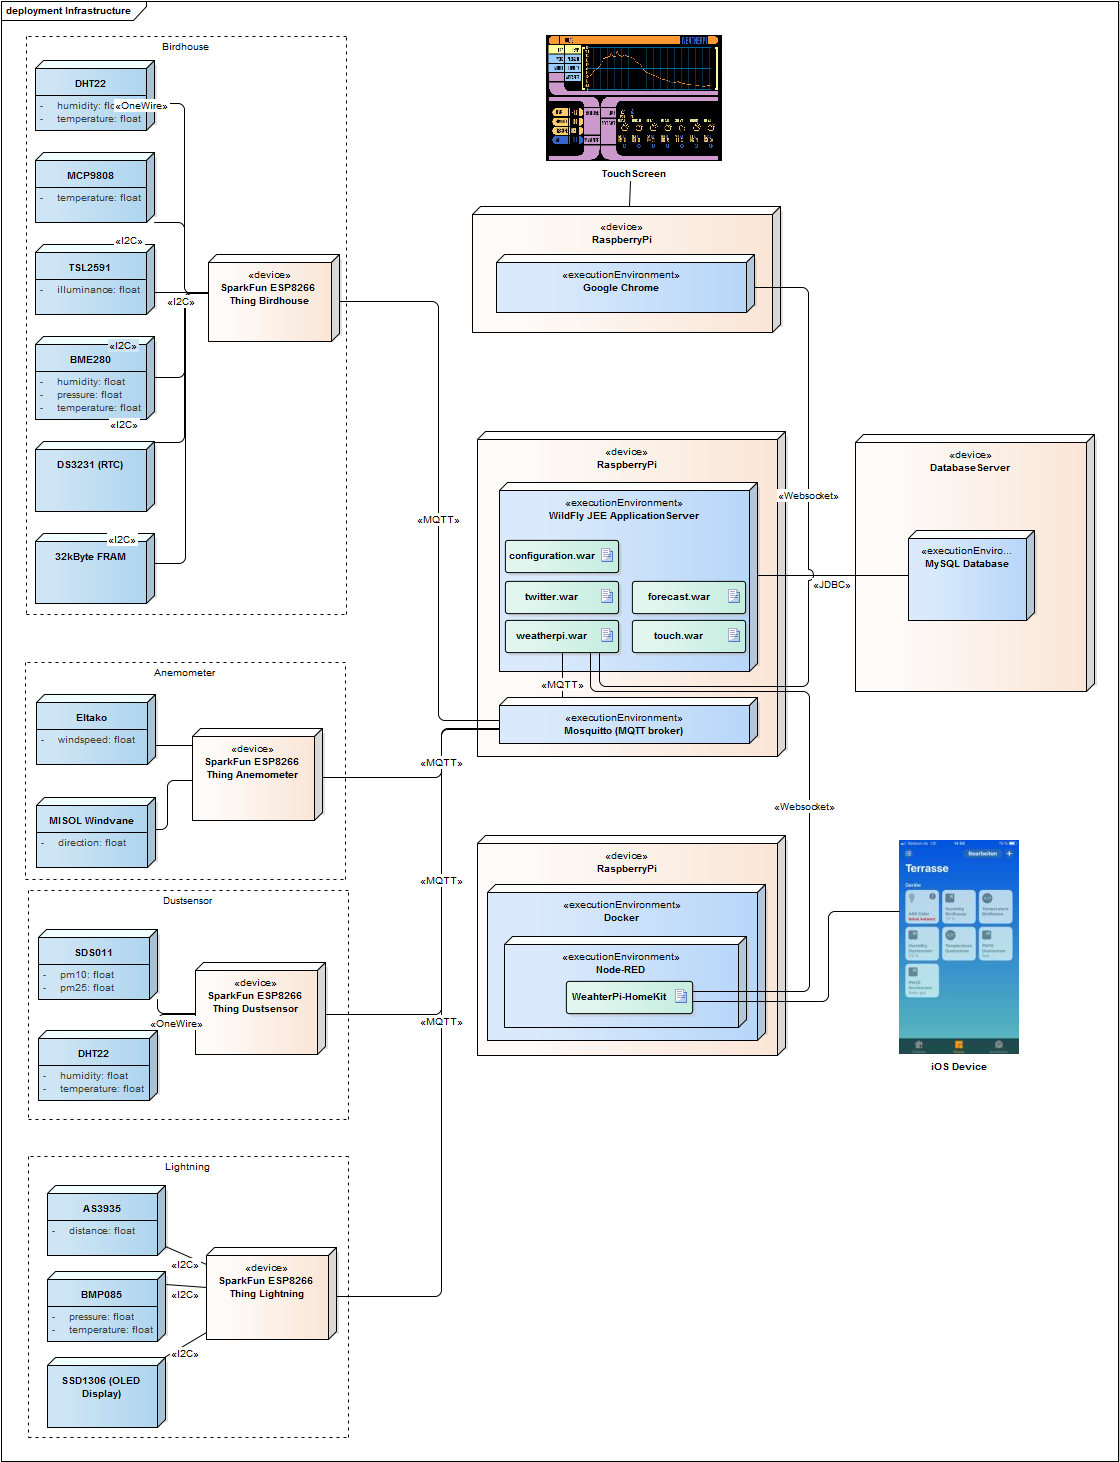 deployment Infrastructure
Birdhouse
DHT22
- humidity: flo
«OneWire»
- temperature: float
MCP9808
- temperature: float
«I2C»
TSL2591
- illuminance: float
«I2C»
«device»
SparkFun ESP8266
Thing Birdhouse
«I2C»
BME280
- humidity: float
- pressure: float
- temperature: float
«I2C»
DS3231 (RTC)
«I2C»
32kByte FRAM
Anemometer
Eltako
- windspeed: float
«device»
SparkFun ESP8266
Thing Anemometer
MISOL Windvane
- direction: float
Dustsensor
SDS011
- pm10: float
- pm25: float
«device»
SparkFun ESP8266
Thing Dustsensor
«OneWire»
DHT22
- humidity: float
- temperature: float
Lightning
AS3935
- distance: float
«I2C»
«device»
SparkFun ESP8266
Thing Lightning
BMP085
- pressure: float
- temperature: float
«I2C»
«I2C»
SSD1306 (OLED
Display)
«MQTT»
«MQTT»
«MQTT»
«MQTT»
WEATHERPI
TouchScreen
«device»
RaspberryPi
«executionEnvironment»
Google Chrome
«device»
RaspberryPi
«executionEnvironment»
WildFly JEE ApplicationServer
configuration.war
twitter.war
forecast.war
weatherpi.war
touch.war
«MQTT»
«executionEnvironment»
Mosquitto (MQTT broker)
«Websocket»
«JDBC»
«device»
DatabaseServer
«executionEnviro...
MySQL Database
«Websocket»
«device»
RaspberryPi
«executionEnvironment»
Docker
«executionEnvironment»
Node-RED
WeahterPi-HomeKit
Bearbeiten
Terrasse
Geräte
iOS Device